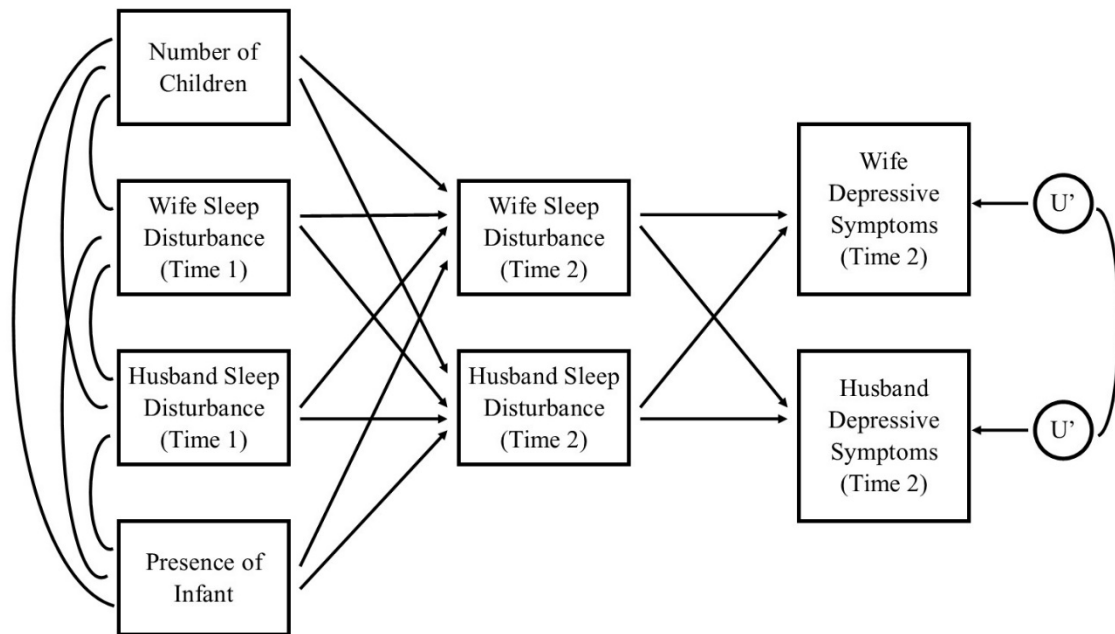 Number of
Children
Wife Sleep
Disturbance
(Time 1)
Husband Sleep
Disturbance
(Time 1)
Presence of
Infant
Wife Sleep
Disturbance
(Time 2)
Husband Sleep
Disturbance
(Time 2)
Wife
Depressive
Symptoms
(Time 2)
Husband
Depressive
Symptoms
(Time 2)
U’
U’